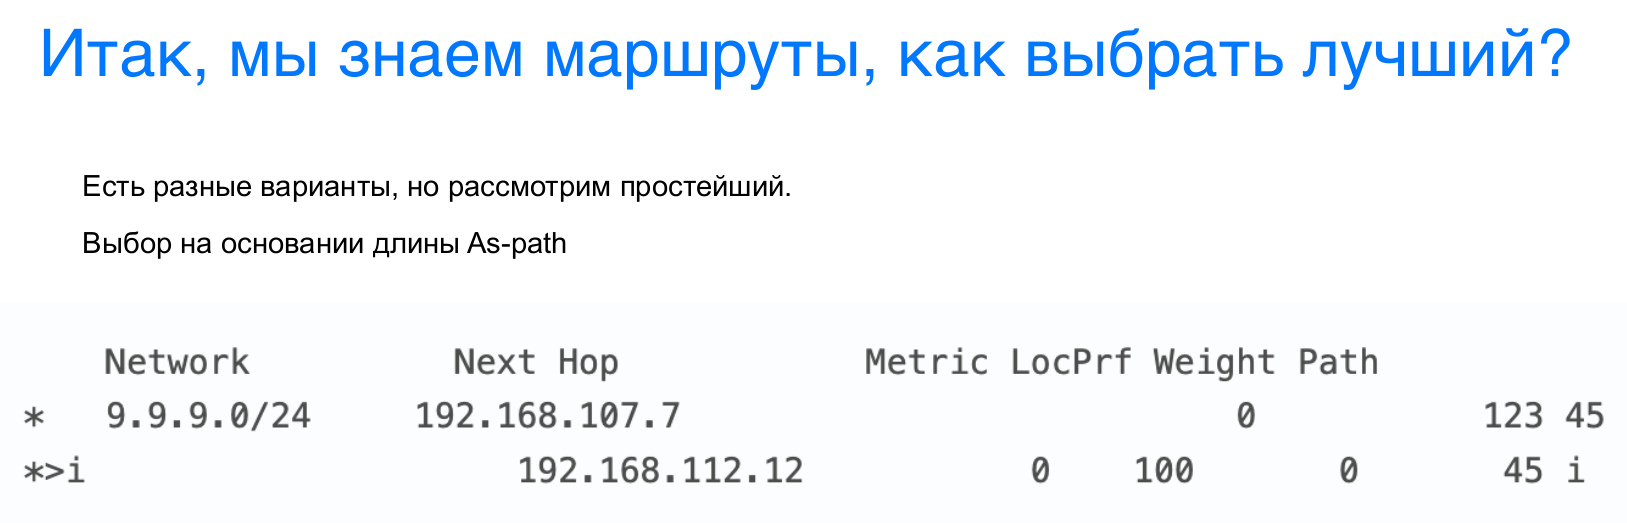 Итак, мы знаем маршруты, как выбрать лучший?
Есть разные варианты, но рассмотрим простейший.
Выбор на основании длины As-path
Network Next Hop Metric LocPrf Weight Path
* 9.9.9.0/24 192.168.107.7 0 123 45
*>i 192.168.112.12 0 100 0 45 i